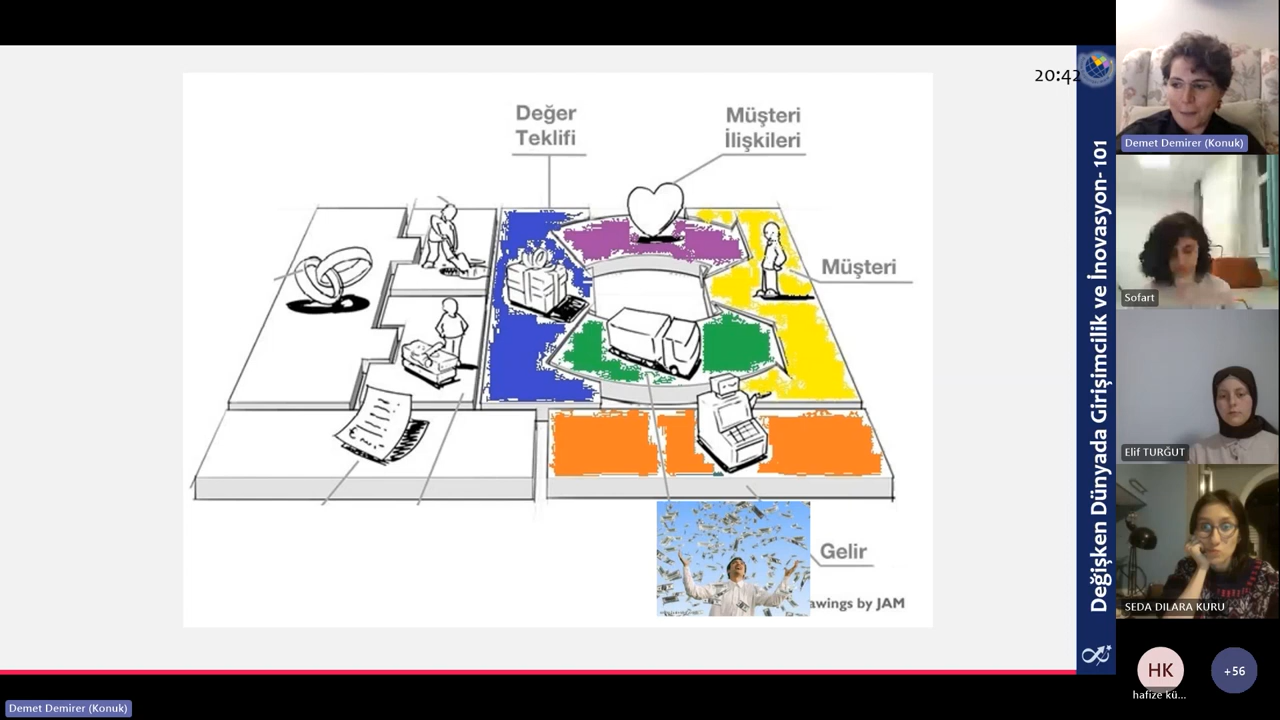 Değer
Teklifi
Müşteri
İlişkileri
Müşteri
Gelir
awings by JAM
20:42
Değişken Dünyada Girişimcilik ve İnovasyon- 101
Demet Demirer (Konuk)
Sofart
Elif TURĞUT
SEDA DILARA KURU
HK
hafize kü...
+56
Demet Demirer (Konuk)